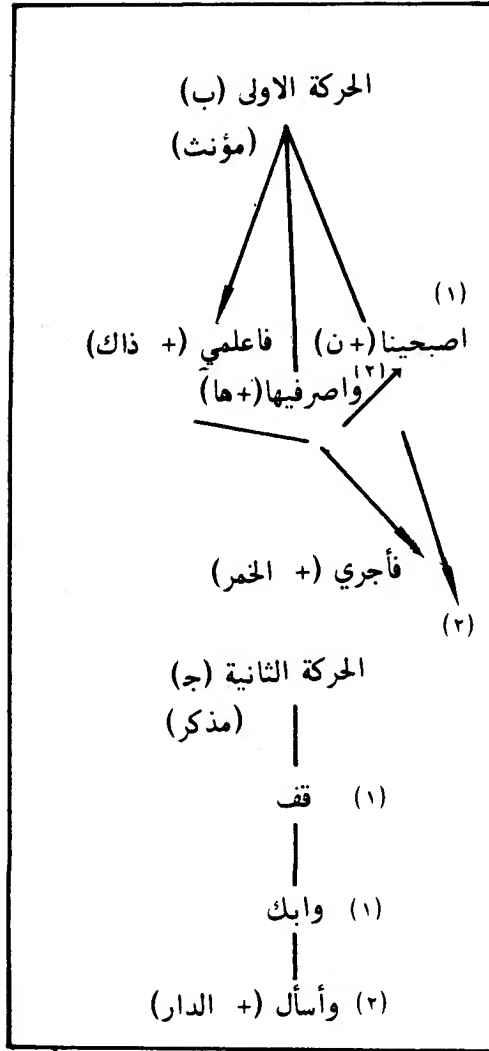 الحركة الاولى (ب)
(مؤنث)
(١)
اصبحينا (+ ن) فاعلمي (+ ذاك)
(٢) واصرفيها (+ ها)
فأجري (+ الخمر)
(٢)
الحركة الثانية (ج)
(مذكر)
(١) قف
(١) وابك
(٢) وأسأل (+ الدار)